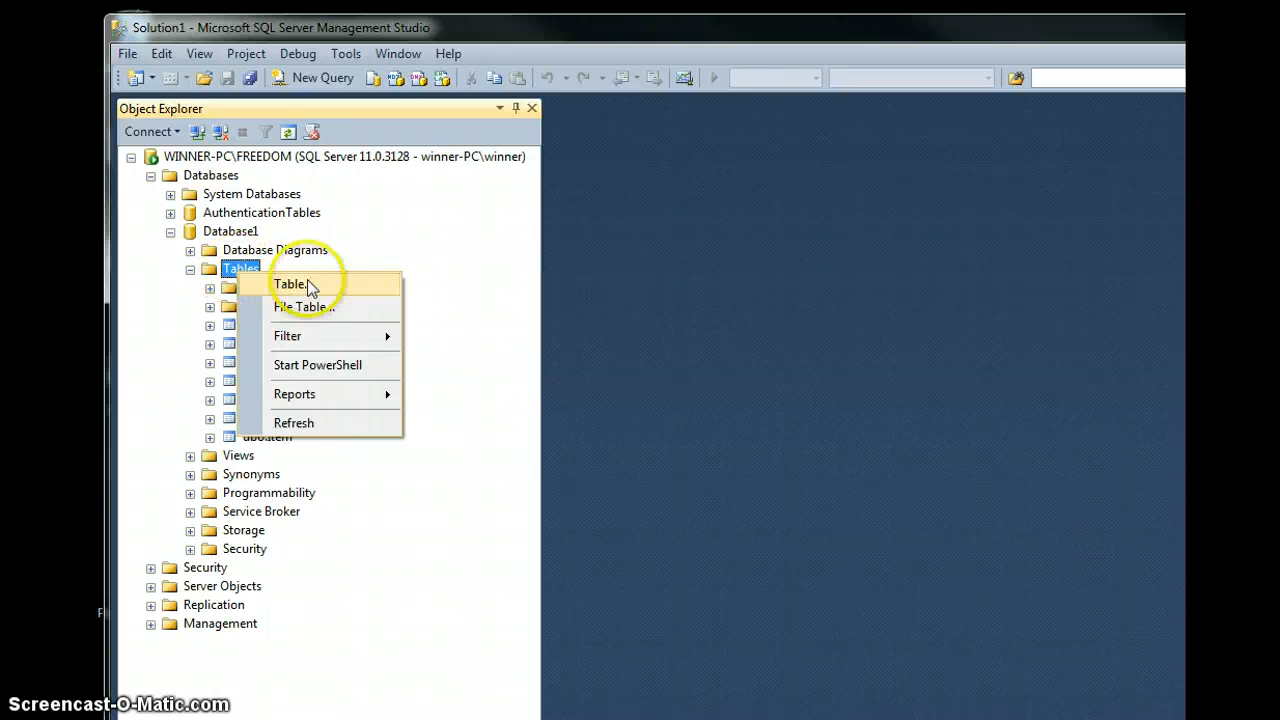 Solution1 - Microsoft SQL Server Management Studio
File Edit View Project Debug Tools Window Help
New Query
Object Explorer
Connect
WINNER-PC\FREEDOM (SQL Server 11.0.3128 - winner-PC\winner)
Databases
System Databases
AuthenticationTables
Database1
Database Diagrams
Tables
Table...
File Table...
Filter
Start PowerShell
Reports
Refresh
dbo.Item
Views
Synonyms
Programmability
Service Broker
Storage
Security
Security
Server Objects
Replication
Management
Screencast-O-Matic.com